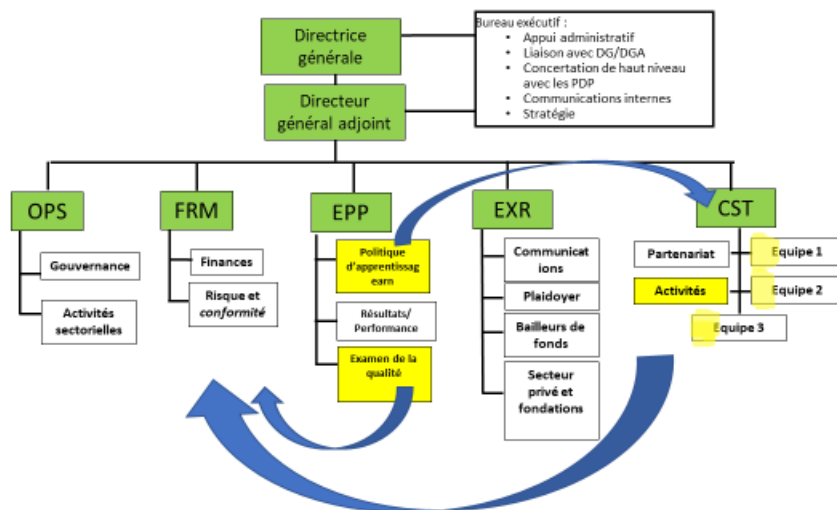 Directrice
générale
Bureau exécutif :
• Appui administratif
• Liaison avec DG/DGA
• Concertation de haut niveau
avec les PDP
• Communications internes
• Stratégie
Directeur
général adjoint
OPS
FRM
EPP
EXR
CST
Gouvernance
Activités
sectorielles
Finances
Risque et
conformité
Politique
d'apprentissag
earn
Résultats/
Performance
Examen de la
qualité
Communicat
ions
Plaidoyer
Bailleurs de
fonds
Secteur
privé et
fondations
Partenariat
Equipe 1
Activités
Equipe 2
Equipe 3